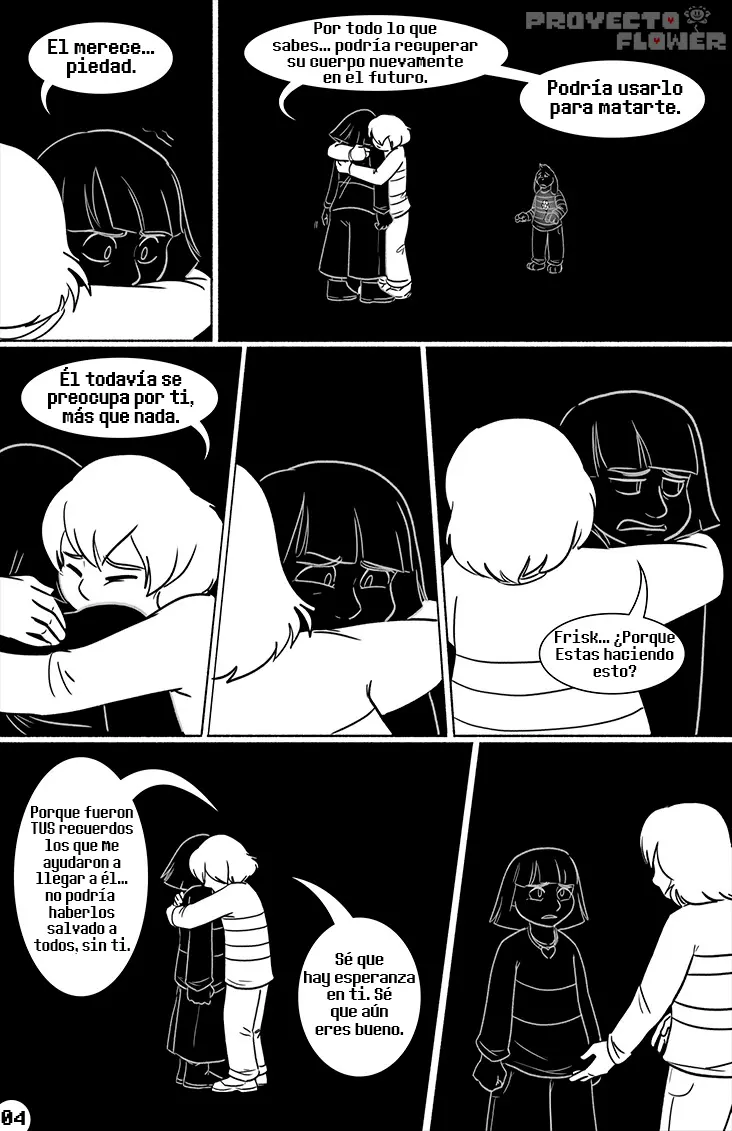 PROYECTO
FLOWER
El merece...
piedad.
Por todo lo que
sabes... podría recuperar
su cuerpo nuevamente
en el futuro.
Podría usarlo
para matarte.
Él todavía se
preocupa por ti,
más que nada.
Frisk... ¿Porque
Estas haciendo
esto?
Porque fueron
TUS recuerdos
los que me
ayudaron a
llegar a él...
no podría
haberlos
salvado a
todos, sin ti.
Sé que
hay esperanza
en ti. Sé
que aún
eres bueno.
04